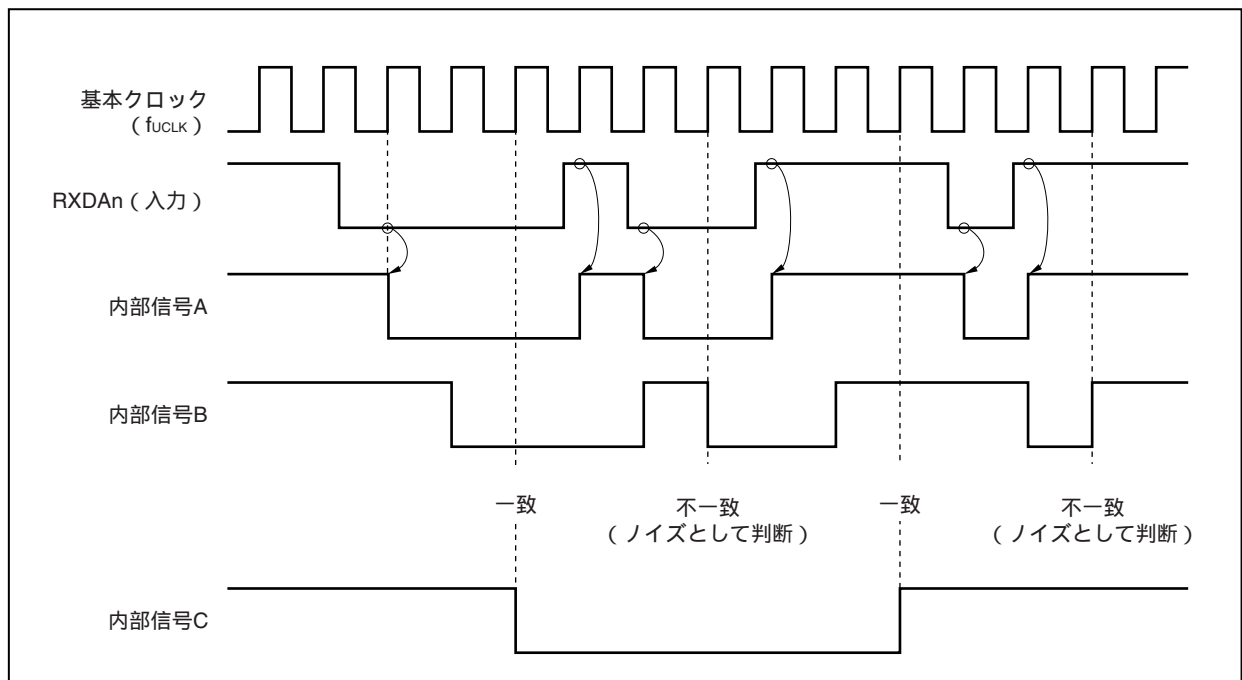 基本クロック
（fUCLK）
RXDAn（入力）
内部信号A
内部信号B
一致
不一致
（ノイズとして判断）
一致
不一致
（ノイズとして判断）
内部信号C